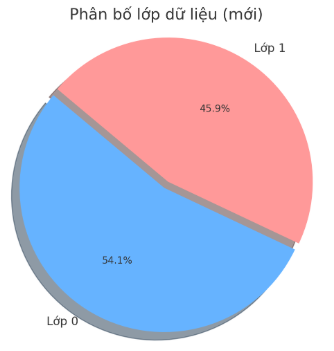 Phân bố lớp dữ liệu (mới)
Lớp 1
45.9%
54.1%
Lớp 0